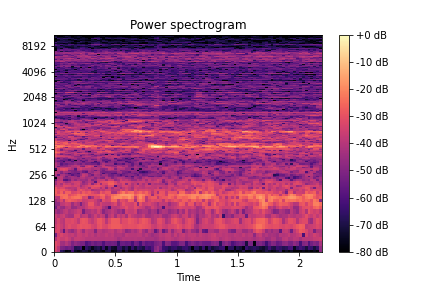 Power spectrogram
Hz
8192
4096
2048
1024
512
256
128
64
0
0
0.5
1
1.5
2
Time
+0 dB
-10 dB
-20 dB
-30 dB
-40 dB
-50 dB
-60 dB
-70 dB
-80 dB